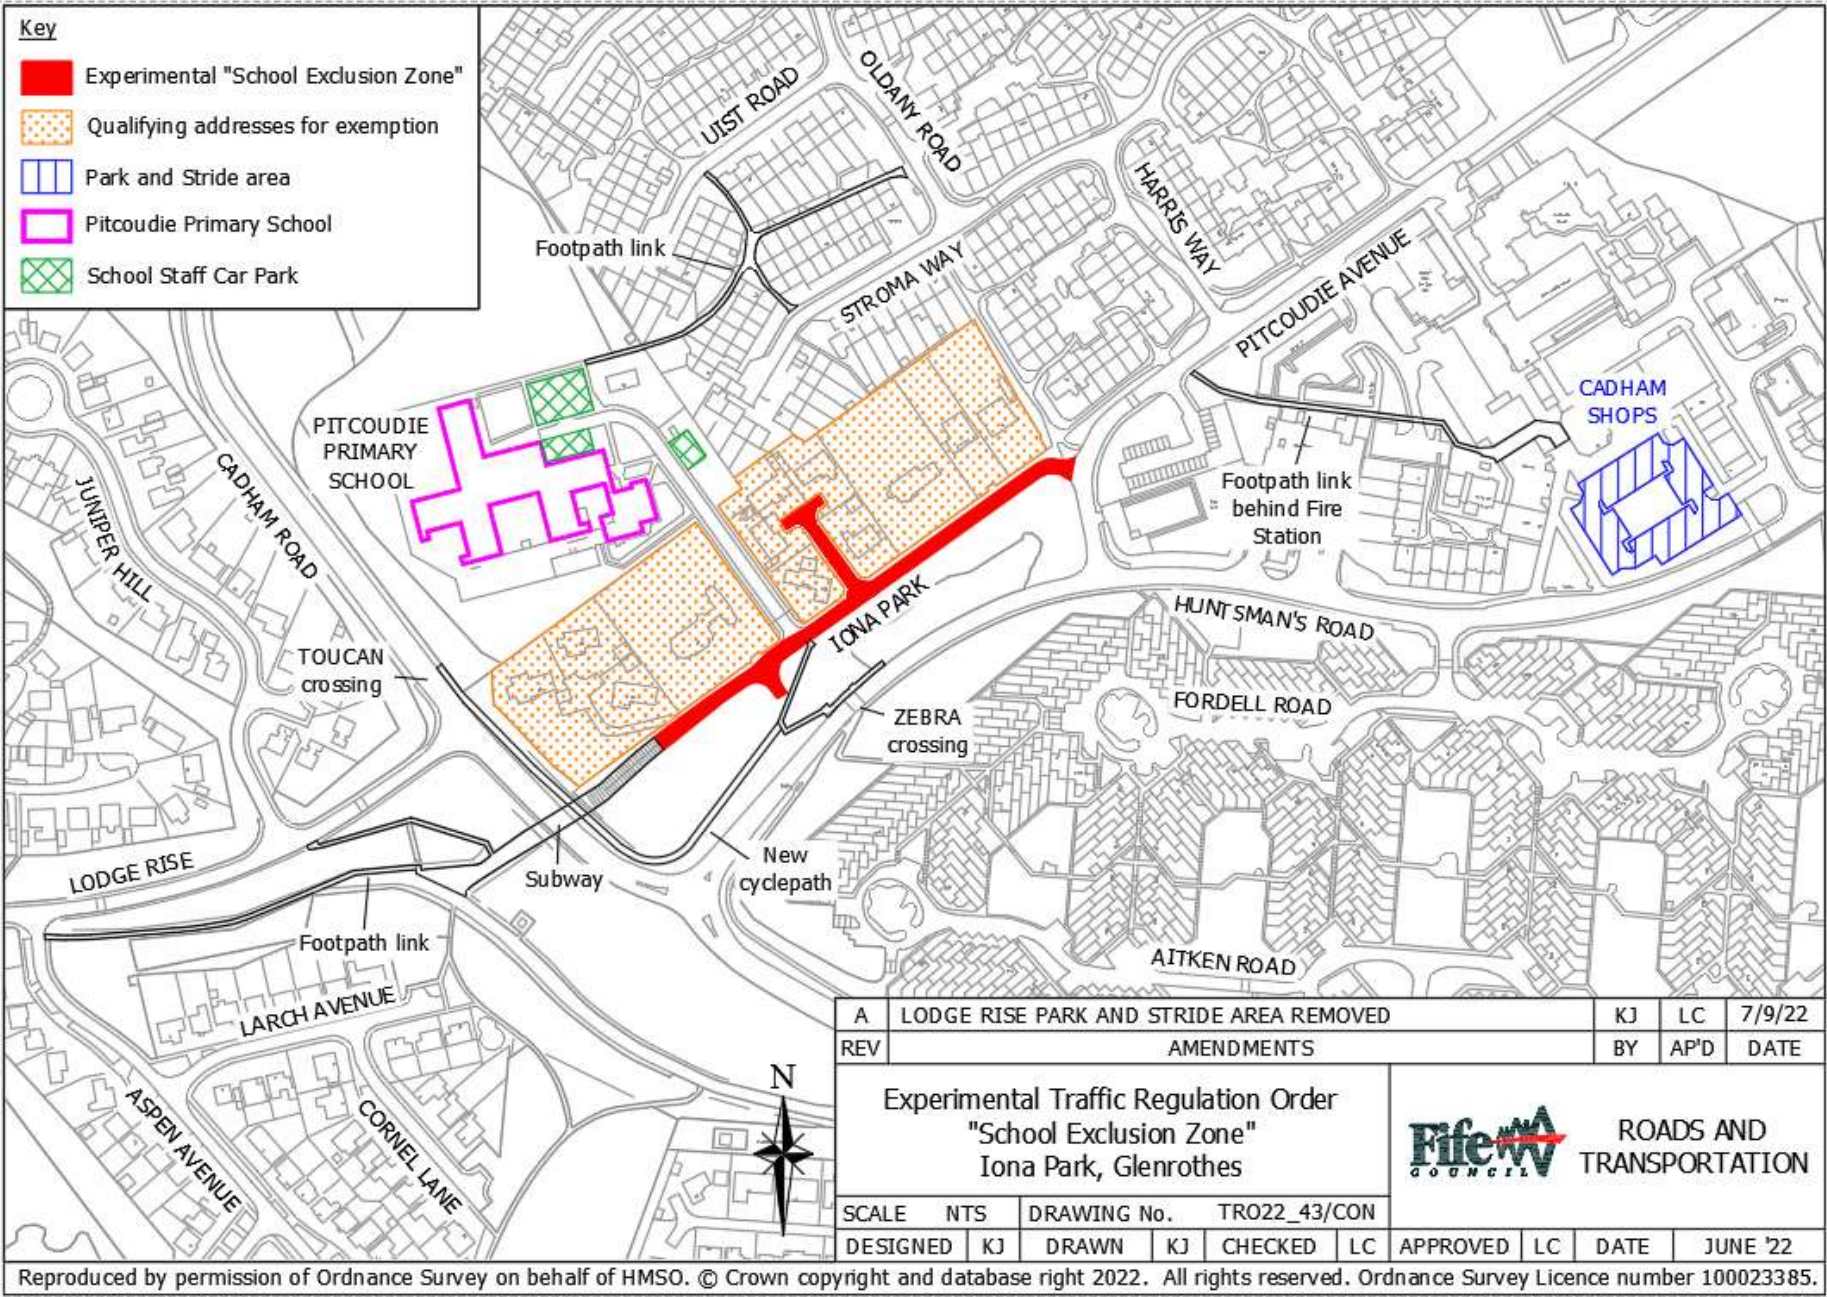 Key
Experimental "School Exclusion Zone"
Qualifying addresses for exemption
Park and Stride area
Pitcoudie Primary School
School Staff Car Park
UIST ROAD
OLDANY ROAD
HARRIS WAY
Footpath link
STROMA WAY
PITCOUDIE AVENUE
CADHAM
SHOPS
PITCOUDIE
PRIMARY
SCHOOL
CADHAM ROAD
JUNIPER HILL
Footpath link
behind Fire
Station
IONA PARK
HUNTSMAN'S ROAD
TOUCAN
crossing
FORDELL ROAD
ZEBRA
crossing
LODGE RISE
Subway
New
cyclepath
Footpath link
AITKEN ROAD
LARCH AVENUE
ASPEN AVENUE
CORNEL LANE
N
A LODGE RISE PARK AND STRIDE AREA REMOVED KJ LC 7/9/22
REV AMENDMENTS BY AP'D DATE
Experimental Traffic Regulation Order
"School Exclusion Zone"
Iona Park, Glenrothes
Fife
COUNCIL
ROADS AND
TRANSPORTATION
SCALE NTS DRAWING No. TRO22_43/CON
DESIGNED KJ DRAWN KJ CHECKED LC APPROVED LC DATE JUNE '22
Reproduced by permission of Ordnance Survey on behalf of HMSO. © Crown copyright and database right 2022. All rights reserved. Ordnance Survey Licence number 100023385.